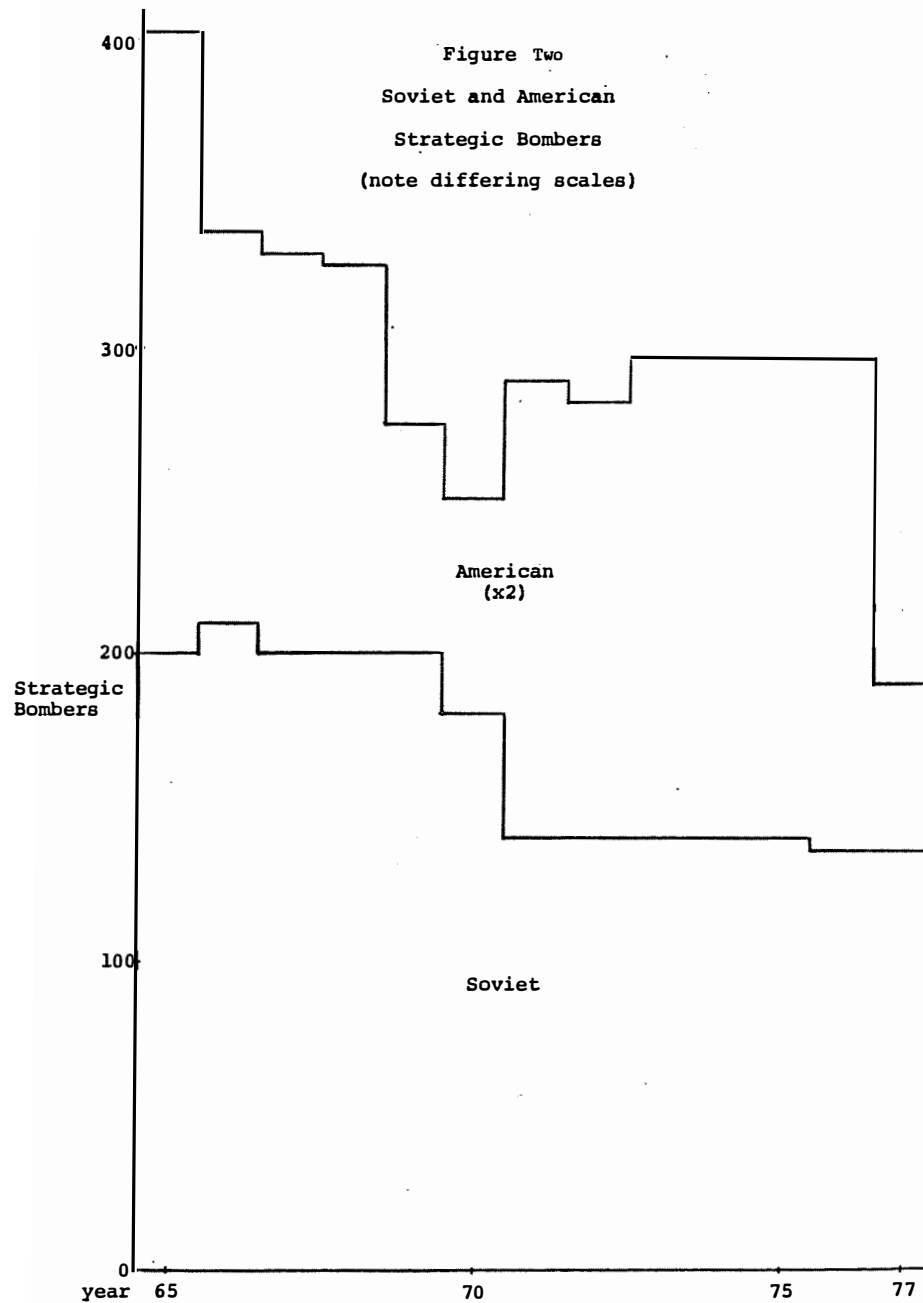 Figure Two
Soviet and American
Strategic Bombers
(note differing scales)
400
300
American
(x2)
200
Strategic
Bombers
100
Soviet
0
year 65 70 75 77